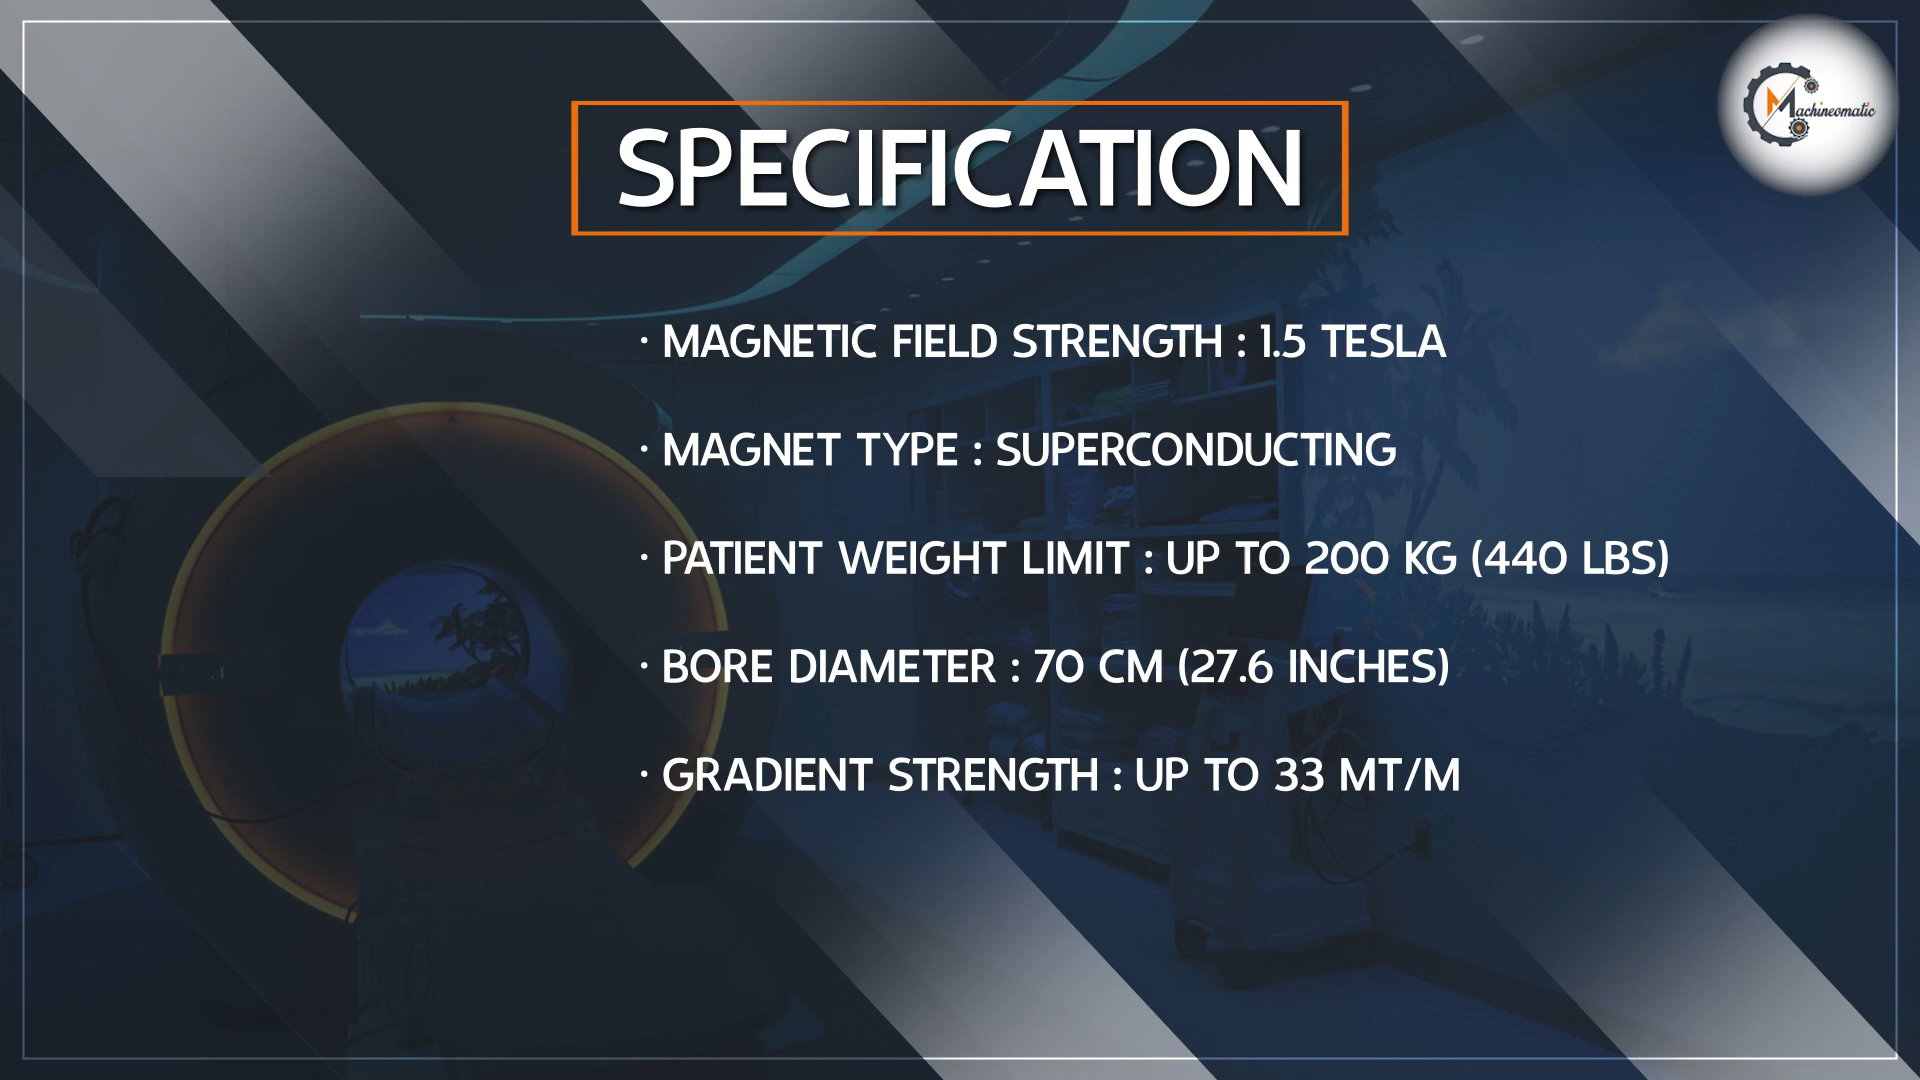 Machineomatic
SPECIFICATION
· MAGNETIC FIELD STRENGTH : 1.5 TESLA
· MAGNET TYPE : SUPERCONDUCTING
· PATIENT WEIGHT LIMIT : UP TO 200 KG (440 LBS)
· BORE DIAMETER : 70 CM (27.6 INCHES)
· GRADIENT STRENGTH : UP TO 33 MT/M